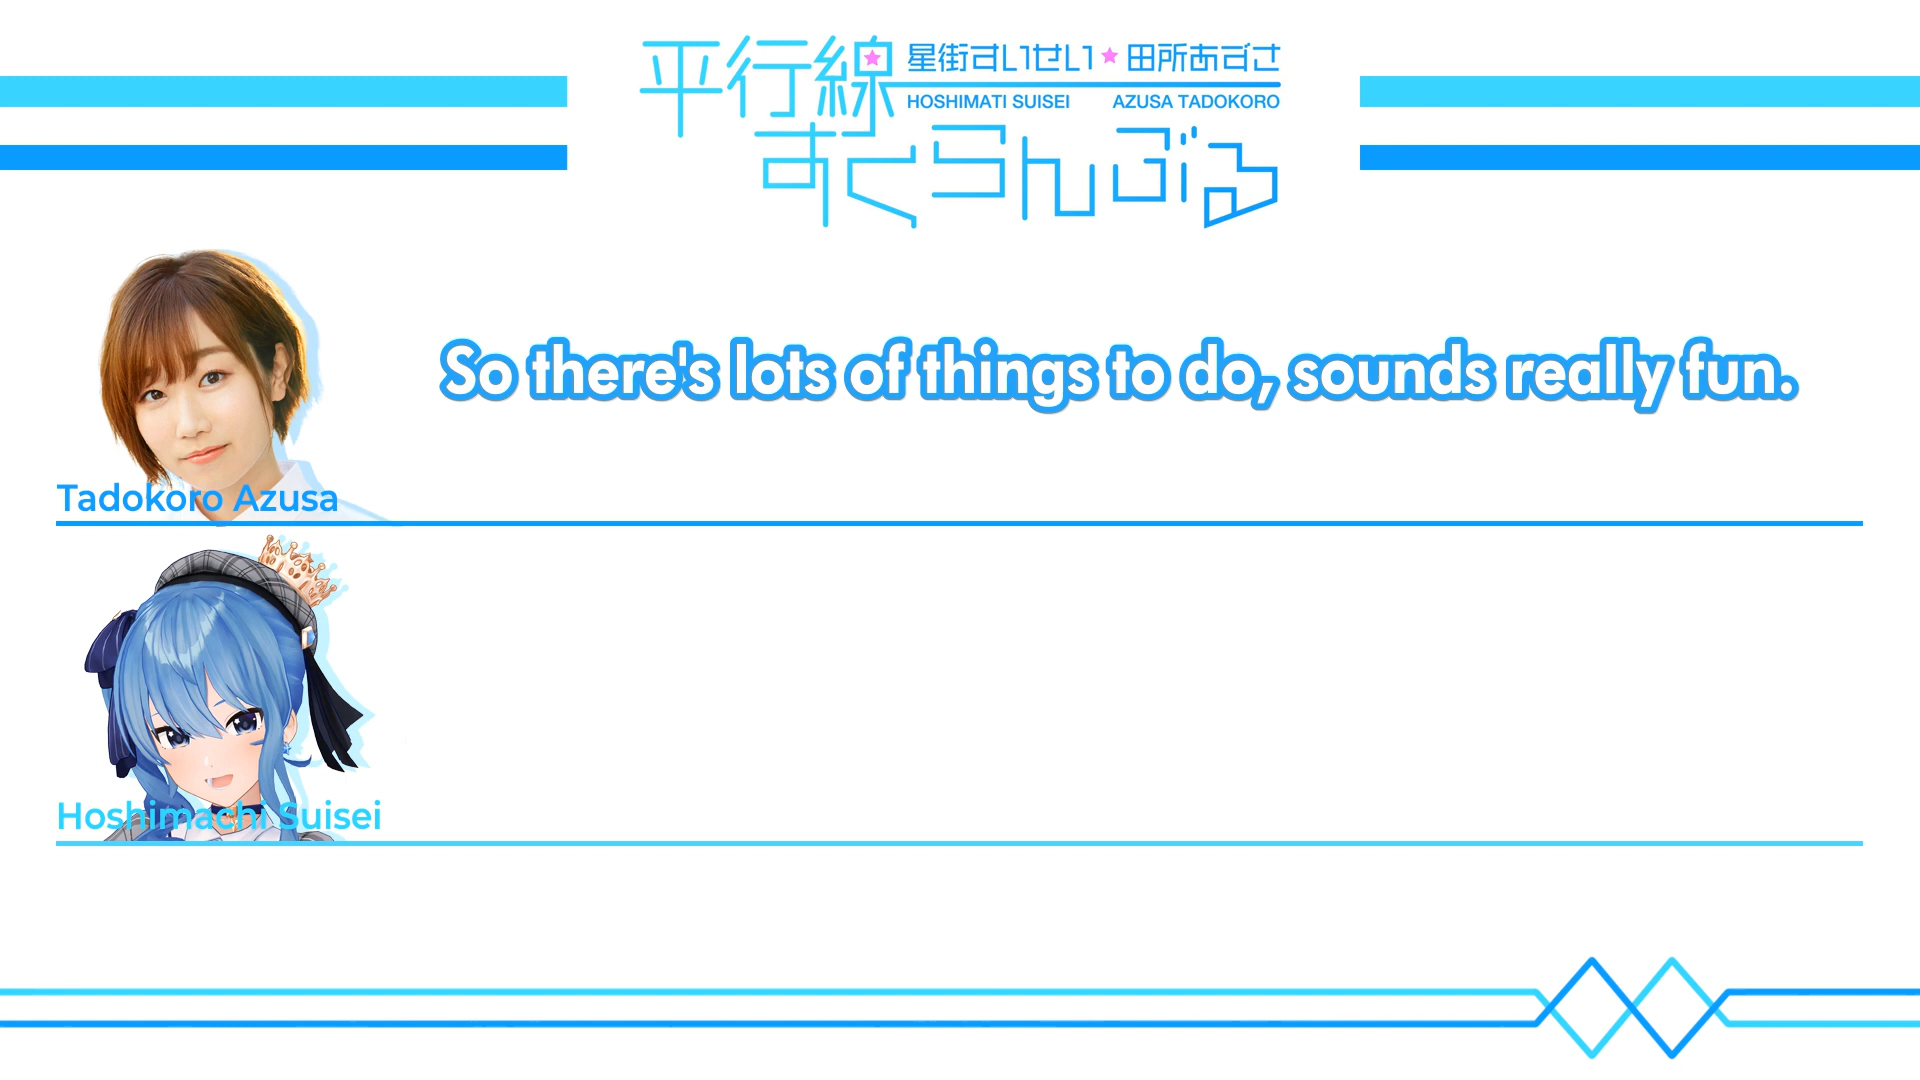 平行線
星街すいせい★田所あずさ
HOSHIMATI SUISEI AZUSA TADOKORO
すくらんぶる
So there's lots of things to do, sounds really fun.
Tadokoro Azusa
Hoshimachi Suisei